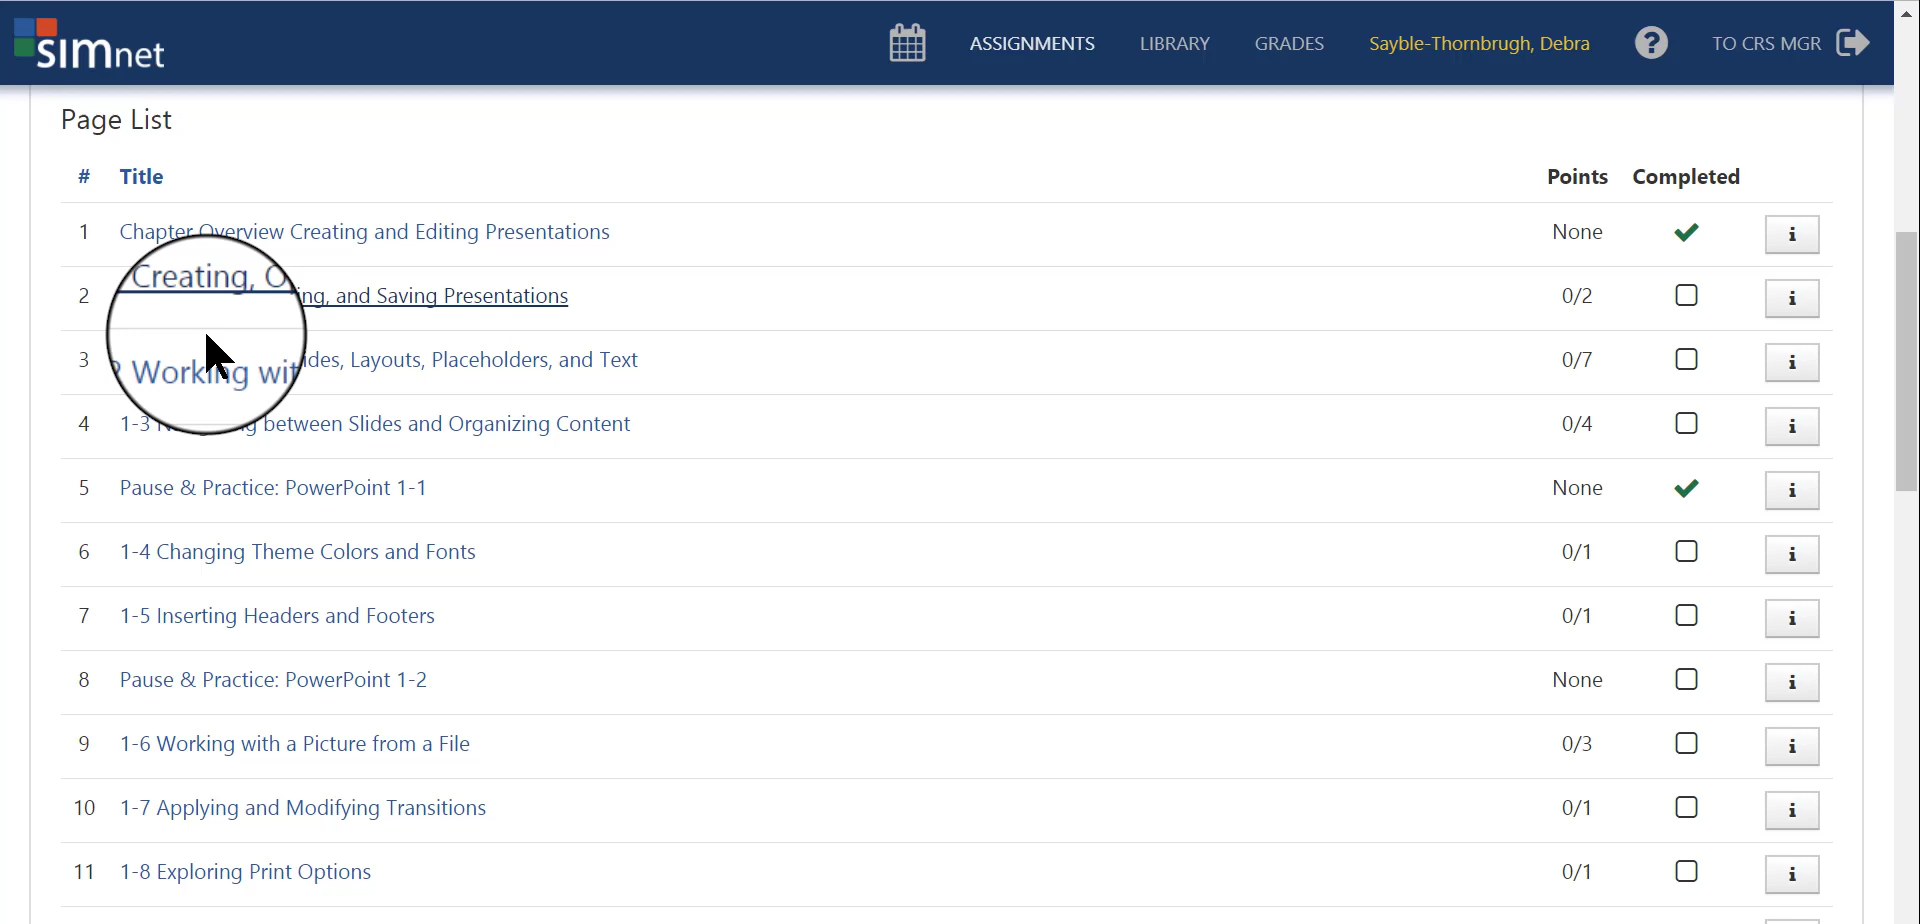 SIMnet
ASSIGNMENTS LIBRARY GRADES Sayble-Thornbrugh, Debra ? TO CRS MGR
Page List
# Title Points Completed
1 Chapter Overview Creating and Editing Presentations None i
2 Creating, O ing, and Saving Presentations 0/2 i
3 Working wit ides, Layouts, Placeholders, and Text 0/7 i
4 1-3 between Slides and Organizing Content 0/4 i
5 Pause & Practice: PowerPoint 1-1 None i
6 1-4 Changing Theme Colors and Fonts 0/1 i
7 1-5 Inserting Headers and Footers 0/1 i
8 Pause & Practice: PowerPoint 1-2 None i
9 1-6 Working with a Picture from a File 0/3 i
10 1-7 Applying and Modifying Transitions 0/1 i
11 1-8 Exploring Print Options 0/1 i